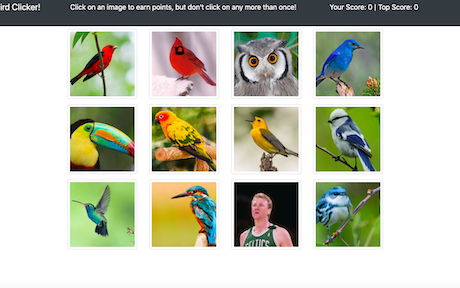 ird Clicker!
Click on an image to earn points, but don't click on any more than once!
Your Score: 0 | Top Score: 0
CELTICS